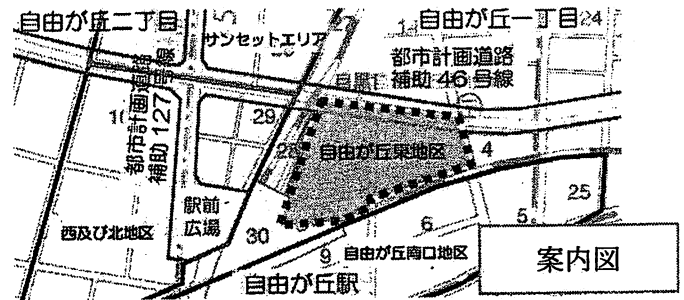 自由が丘二丁目
自由が丘一丁目
24
サンセットエリア
都市計画道路
補助46号線
都市計画道路
補助127号線
29
28
自由が丘東地区
4
25
駅前
広場
西及び北地区
30
9
6
5
自由が丘南口地区
自由が丘駅
案内図